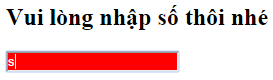 Vui lòng nhập số thôi nhé
s